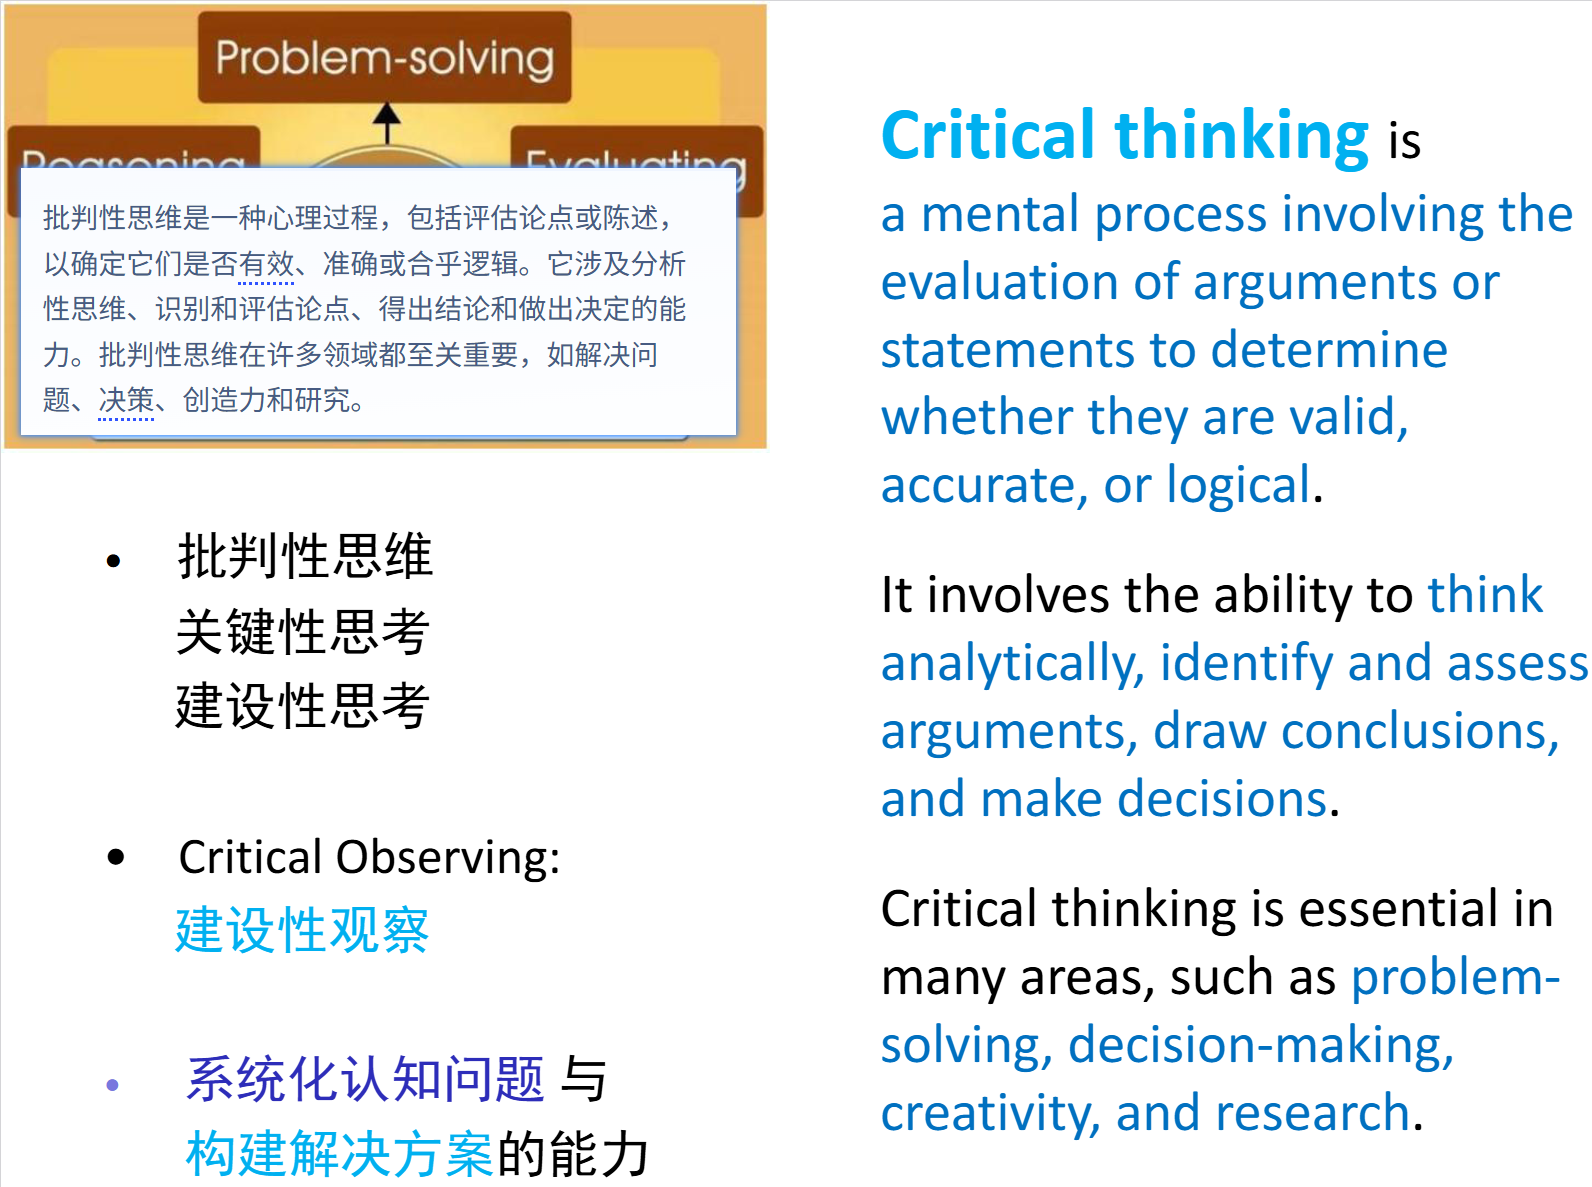 Problem-solving
Reasoning
Evaluating
批判性思维是一种心理过程，包括评估论点或陈述，
以确定它们是否有效、准确或合乎逻辑。它涉及分析
性思维、识别和评估论点、得出结论和做出决定的能
力。批判性思维在许多领域都至关重要，如解决问
题、决策、创造力和研究。
• 批判性思维
关键性思考
建设性思考
• Critical Observing:
建设性观察
• 系统化认知问题 与
构建解决方案的能力
Critical thinking is
a mental process involving the
evaluation of arguments or
statements to determine
whether they are valid,
accurate, or logical.
It involves the ability to think
analytically, identify and assess
arguments, draw conclusions,
and make decisions.
Critical thinking is essential in
many areas, such as problem-
solving, decision-making,
creativity, and research.